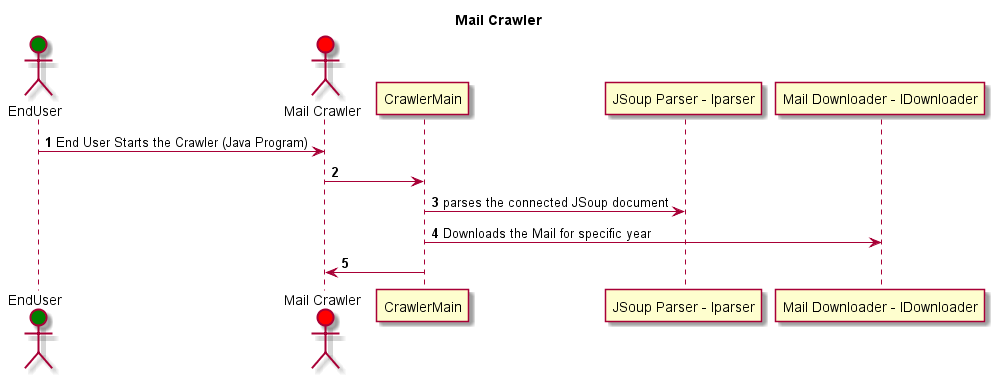 Mail Crawler
EndUser
Mail Crawler
CrawlerMain
JSoup Parser - Iparser
Mail Downloader - IDownloader
1 End User Starts the Crawler (Java Program)
2
3 parses the connected JSoup document
4 Downloads the Mail for specific year
5
EndUser
Mail Crawler
CrawlerMain
JSoup Parser - Iparser
Mail Downloader - IDownloader